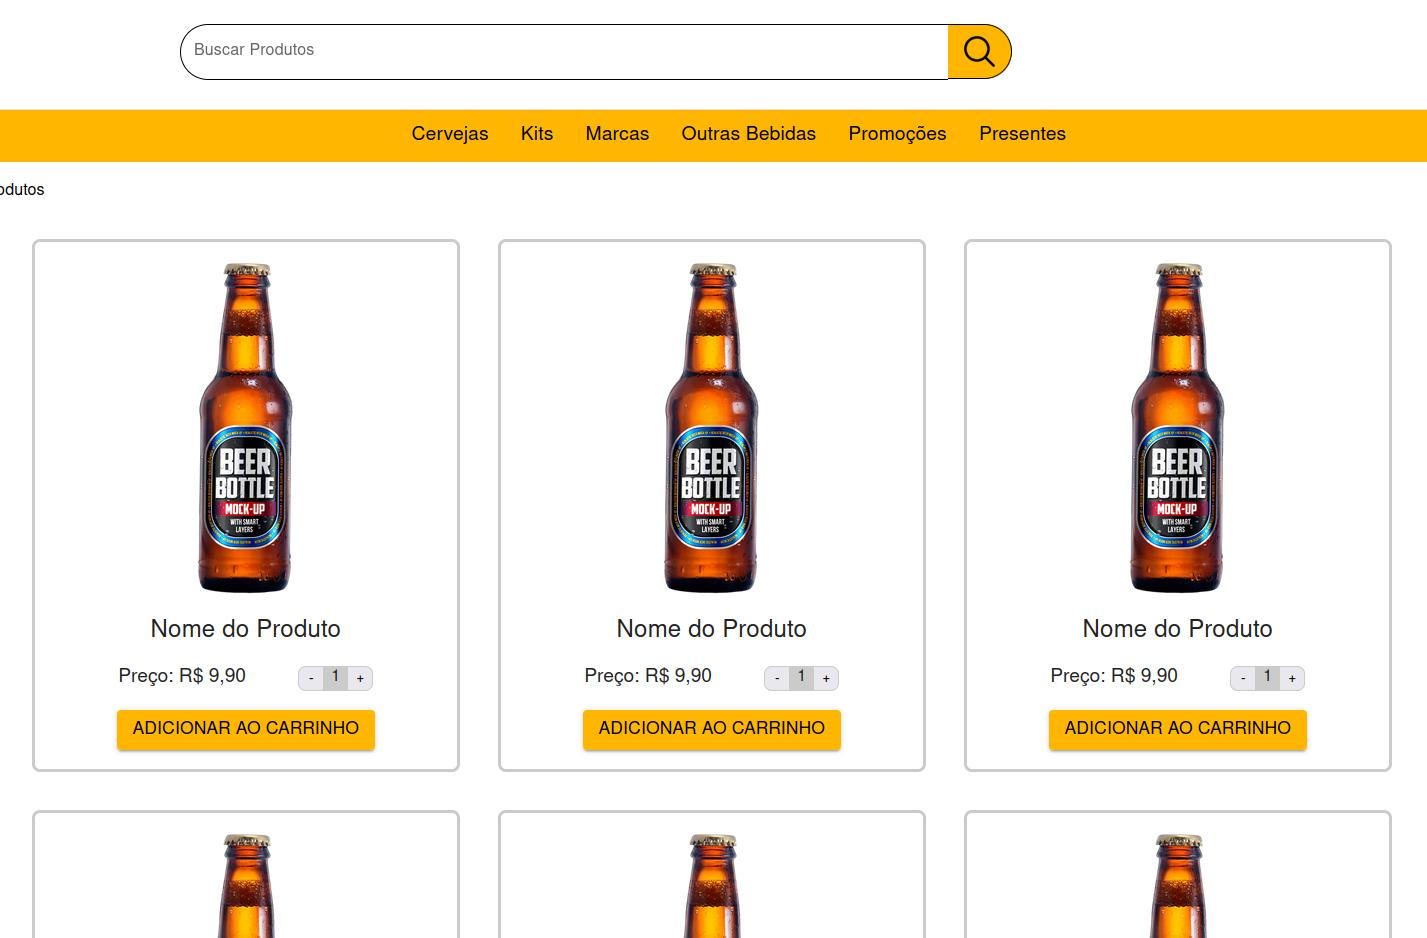 Buscar Produtos
Cervejas Kits Marcas Outras Bebidas Promoções Presentes
odutos
BEER
BOTTLE
MOCK-UP
WITH SMART
LAYERS
Nome do Produto
Preço: R$ 9,90 - 1 +
ADICIONAR AO CARRINHO
BEER
BOTTLE
MOCK-UP
WITH SMART
LAYERS
Nome do Produto
Preço: R$ 9,90 - 1 +
ADICIONAR AO CARRINHO
BEER
BOTTLE
MOCK-UP
WITH SMART
LAYERS
Nome do Produto
Preço: R$ 9,90 - 1 +
ADICIONAR AO CARRINHO